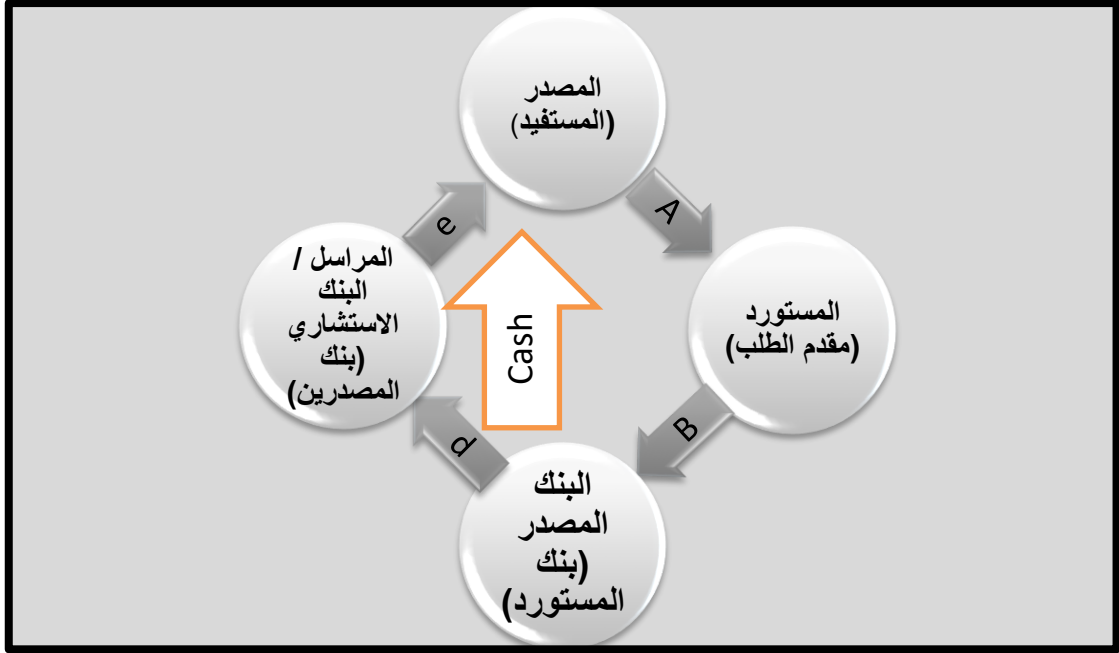 المصدر
(المستفيد)
A
المستورد
(مقدم الطلب)
B
البنك
المصدر
(بنك
المستورد)
d
المراسل /
البنك
الاستشاري
(بنك
المصدرين)
e
Cash